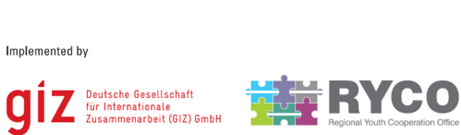 Implemented by
giz Deutsche Gesellschaft
für Internationale
Zusammenarbeit (GIZ) GmbH
RYCO
Regional Youth Cooperation Office